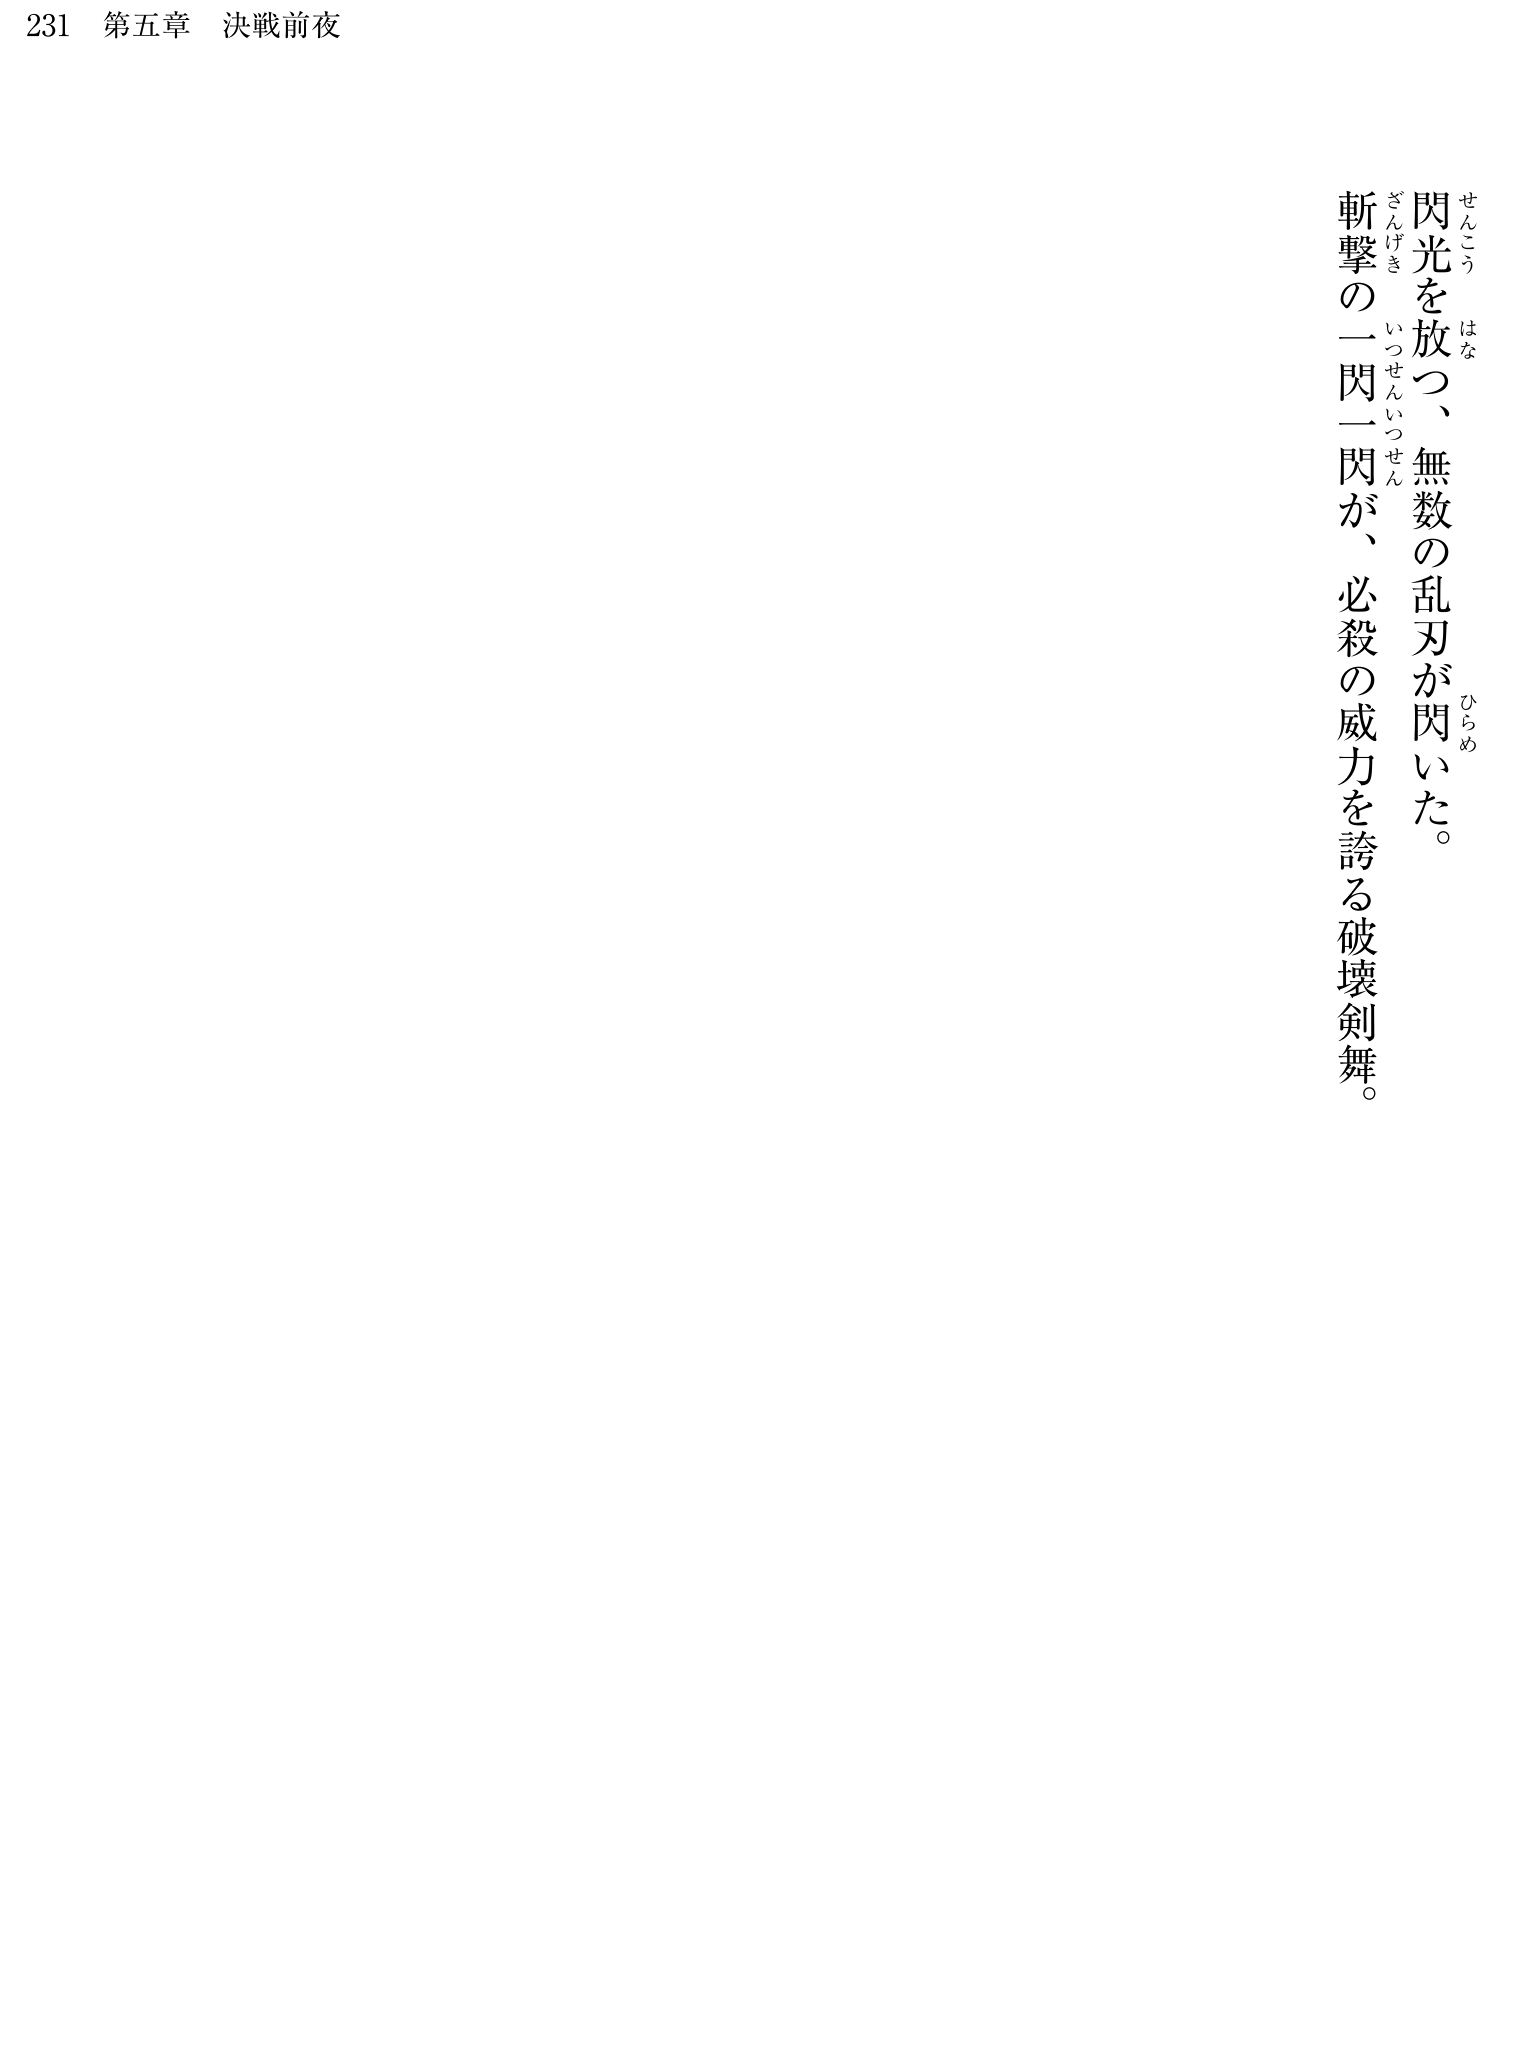 231　第五章　決戦前夜
閃光を放つ、無数の乱刃が閃いた。
せんこう　はな　ひらめ
斬撃の一閃一閃が、必殺の威力を誇る破壊剣舞。
ざんげき　いつせんいつせん